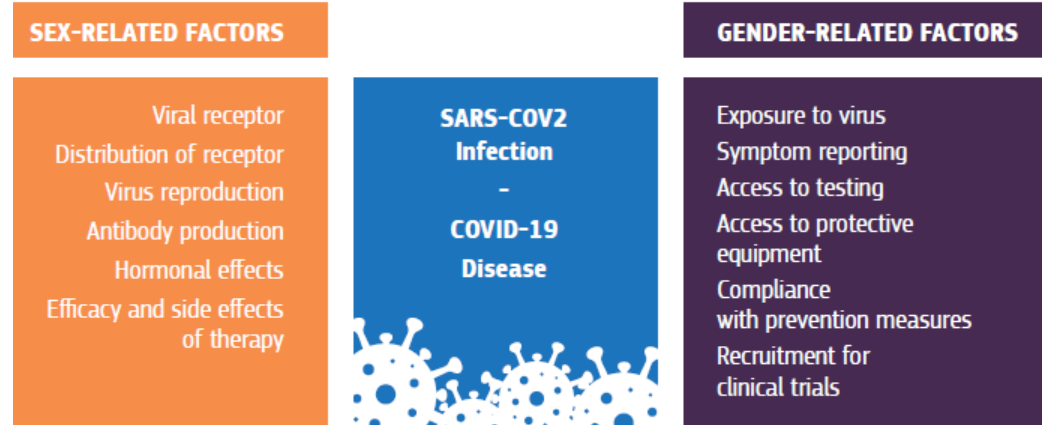 SEX-RELATED FACTORS
Viral receptor
Distribution of receptor
Virus reproduction
Antibody production
Hormonal effects
Efficacy and side effects
of therapy
SARS-COV2
Infection
-
COVID-19
Disease
GENDER-RELATED FACTORS
Exposure to virus
Symptom reporting
Access to testing
Access to protective
equipment
Compliance
with prevention measures
Recruitment for
clinical trials